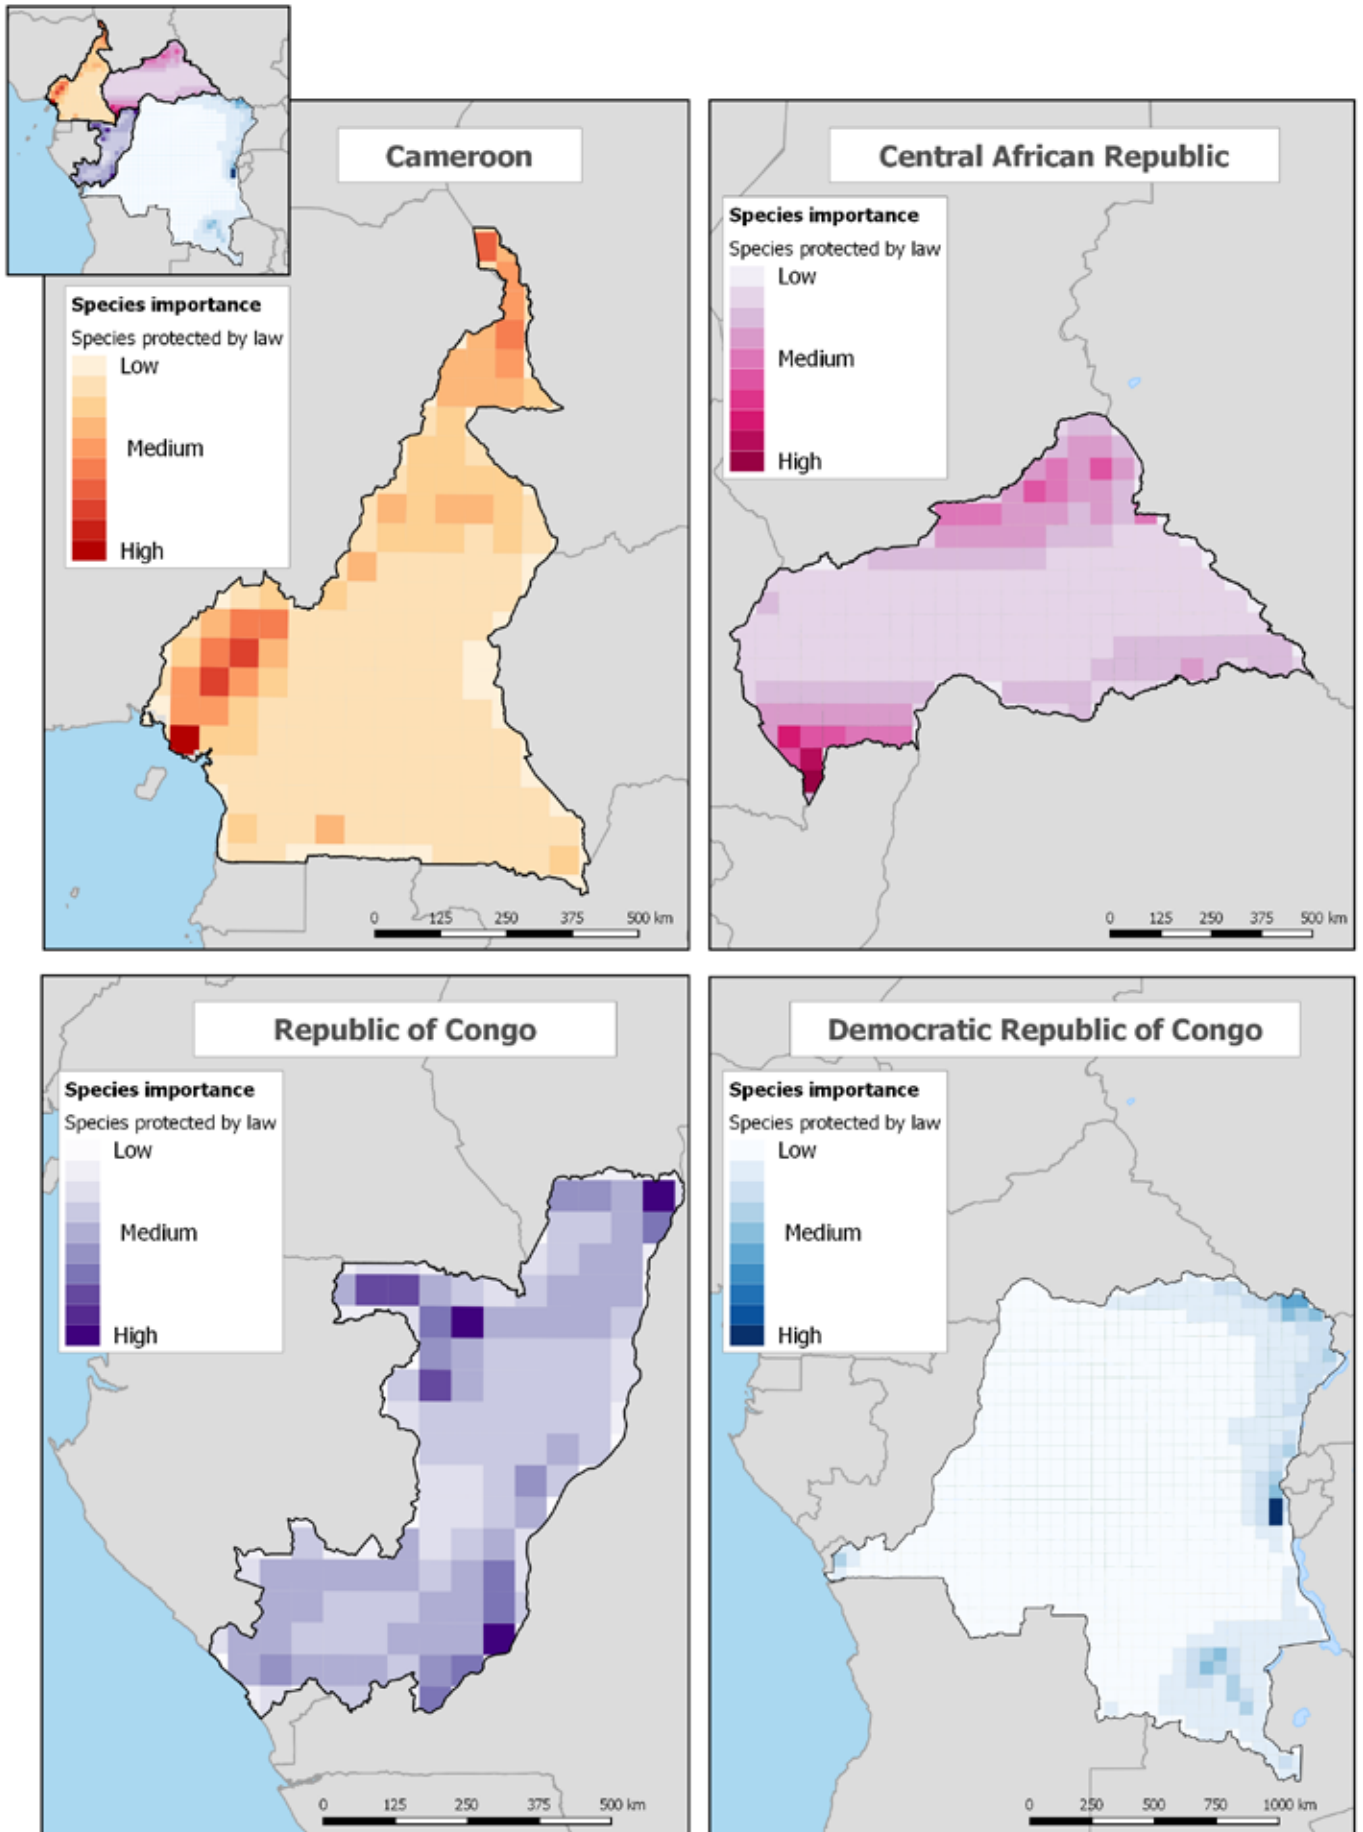 Cameroon
Species importance
Species protected by law
Low
Medium
High
0 125 250 375 500 km
Central African Republic
Species importance
Species protected by law
Low
Medium
High
0 125 250 375 500 km
Republic of Congo
Species importance
Species protected by law
Low
Medium
High
0 125 250 375 500 km
Democratic Republic of Congo
Species importance
Species protected by law
Low
Medium
High
0 250 500 750 1000 km